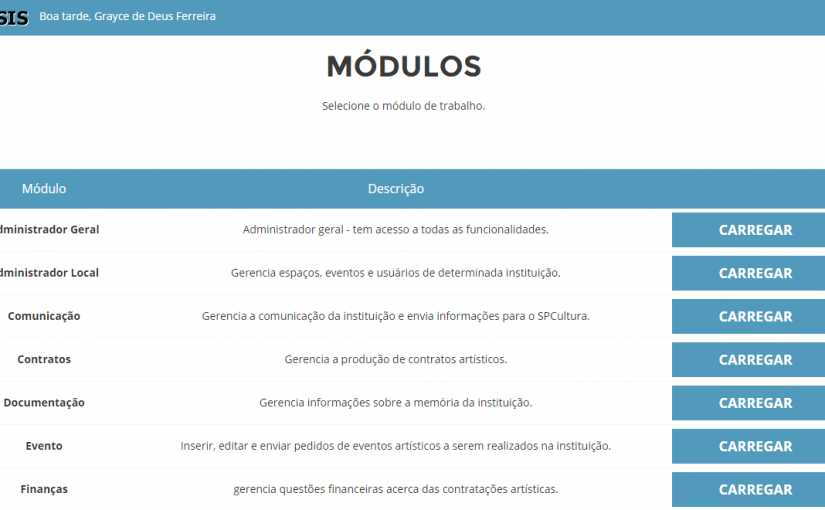 SIS Boa tarde, Grayce de Deus Ferreira
MÓDULOS
Selecione o módulo de trabalho.
Módulo Descrição
dministrador Geral Administrador geral - tem acesso a todas as funcionalidades. CARREGAR
dministrador Local Gerencia espaços, eventos e usuários de determinada instituição. CARREGAR
Comunicação Gerencia a comunicação da instituição e envia informações para o SPCultura. CARREGAR
Contratos Gerencia a produção de contratos artísticos. CARREGAR
Documentação Gerencia informações sobre a memória da instituição. CARREGAR
Evento Inserir, editar e enviar pedidos de eventos artísticos a serem realizados na instituição. CARREGAR
Finanças gerencia questões financeiras acerca das contratações artísticas. CARREGAR